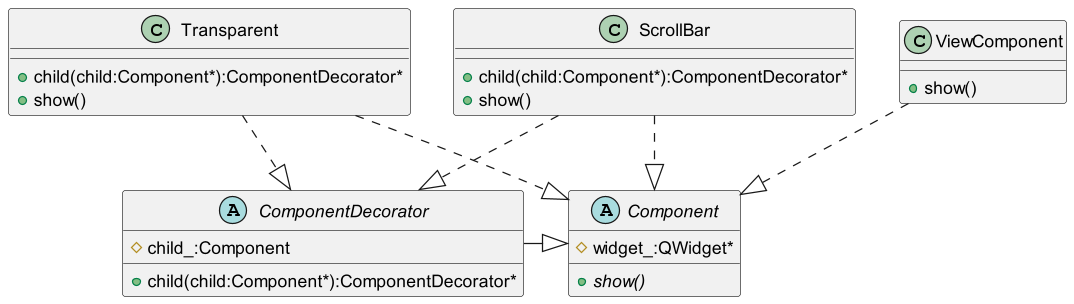 C Transparent
child(child:Component*):ComponentDecorator*
show()
C ScrollBar
child(child:Component*):ComponentDecorator*
show()
C ViewComponent
show()
A ComponentDecorator
child_:Component
child(child:Component*):ComponentDecorator*
A Component
widget_:QWidget*
show()